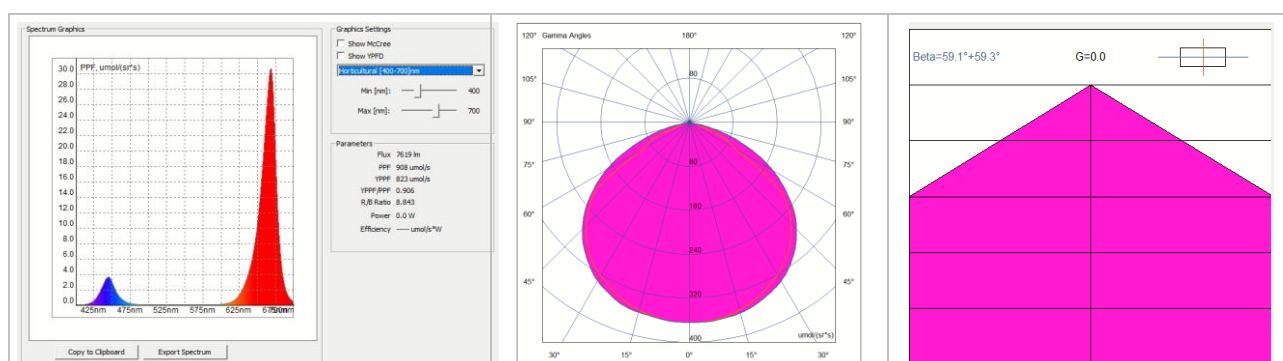 Spectrum Graphics
PPF, umol/(sr*s)
30.0
28.0
26.0
24.0
22.0
20.0
18.0
16.0
14.0
12.0
10.0
8.0
6.0
4.0
2.0
0.0
425nm 475nm 525nm 575nm 625nm
Copy to Clipboard Export Spectrum
Graphics Settings
Show McCree
Show YPFD
Horticultural [400-700]nm
Min [nm]: 400
Max [nm]: 700
Parameters
Flux 7619 lm
PPF 908 umol/s
YPPF 823 umol/s
YPPF/PPF 0.906
R/B Ratio 8.843
Power 0.0 W
Efficiency ---- umol/s*W
120° Gamma Angles 180° 120°
105° 80 105°
90° 90°
80
75° 75°
160
60° 60°
240
45° 45°
320
umol/(sr*s)
400
30° 15° 0° 15° 30°
Beta=59.1°+59.3° G=0.0